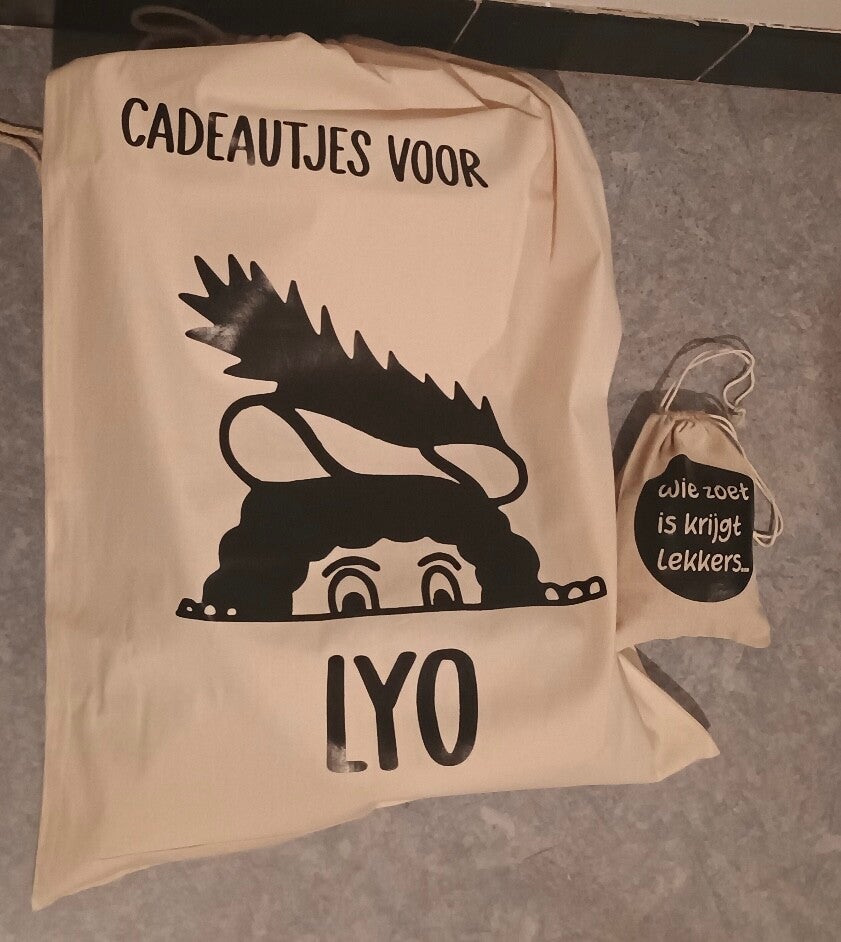 CADEAUTJES VOOR
LYO
wie zoet
is krijgt
lekkers...